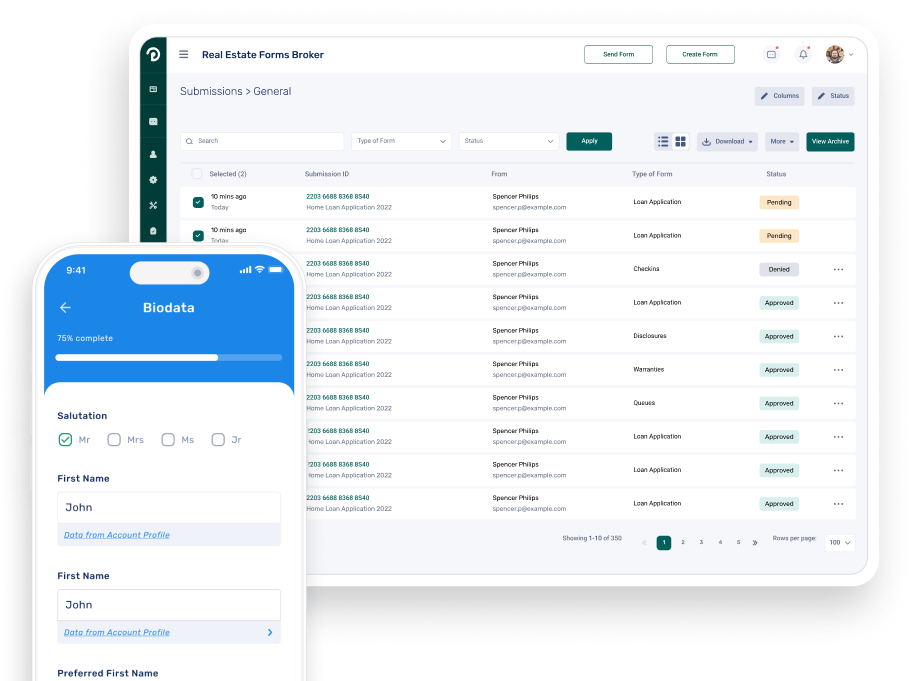 Real Estate Forms Broker
Send Form
Create Form
Submissions > General
Columns
Status
Search
Type of Form
Status
Apply
Download
More
View Archive
Selected (2)
Submission ID
From
Type of Form
Status
10 mins ago
2203 6688 8368 8S40
Spencer Philips
Loan Application
Pending
Today
Home Loan Application 2022
spencer.p@example.com
10 mins ago
2203 6688 8368 8S40
Spencer Philips
Loan Application
Pending
Today
Home Loan Application 2022
spencer.p@example.com
2203 6688 8368 8S40
Spencer Philips
Checkins
Denied
Home Loan Application 2022
spencer.p@example.com
2203 6688 8368 8S40
Spencer Philips
Loan Application
Approved
Home Loan Application 2022
spencer.p@example.com
2203 6688 8368 8S40
Spencer Philips
Disclosures
Approved
Home Loan Application 2022
spencer.p@example.com
2203 6688 8368 8S40
Spencer Philips
Warranties
Approved
Home Loan Application 2022
spencer.p@example.com
2203 6688 8368 8S40
Spencer Philips
Queues
Approved
Home Loan Application 2022
spencer.p@example.com
2203 6688 8368 8S40
Spencer Philips
Loan Application
Approved
Home Loan Application 2022
spencer.p@example.com
2203 6688 8368 8S40
Spencer Philips
Loan Application
Approved
Home Loan Application 2022
spencer.p@example.com
2203 6688 8368 8S40
Spencer Philips
Loan Application
Approved
Home Loan Application 2022
spencer.p@example.com
Showing 1-10 of 350
« 1 2 3 4 5 »
Rows per page:
100
9:41
Biodata
75% complete
Salutation
Mr
Mrs
Ms
Jr
First Name
John
Data from Account Profile
First Name
John
Data from Account Profile
Preferred First Name